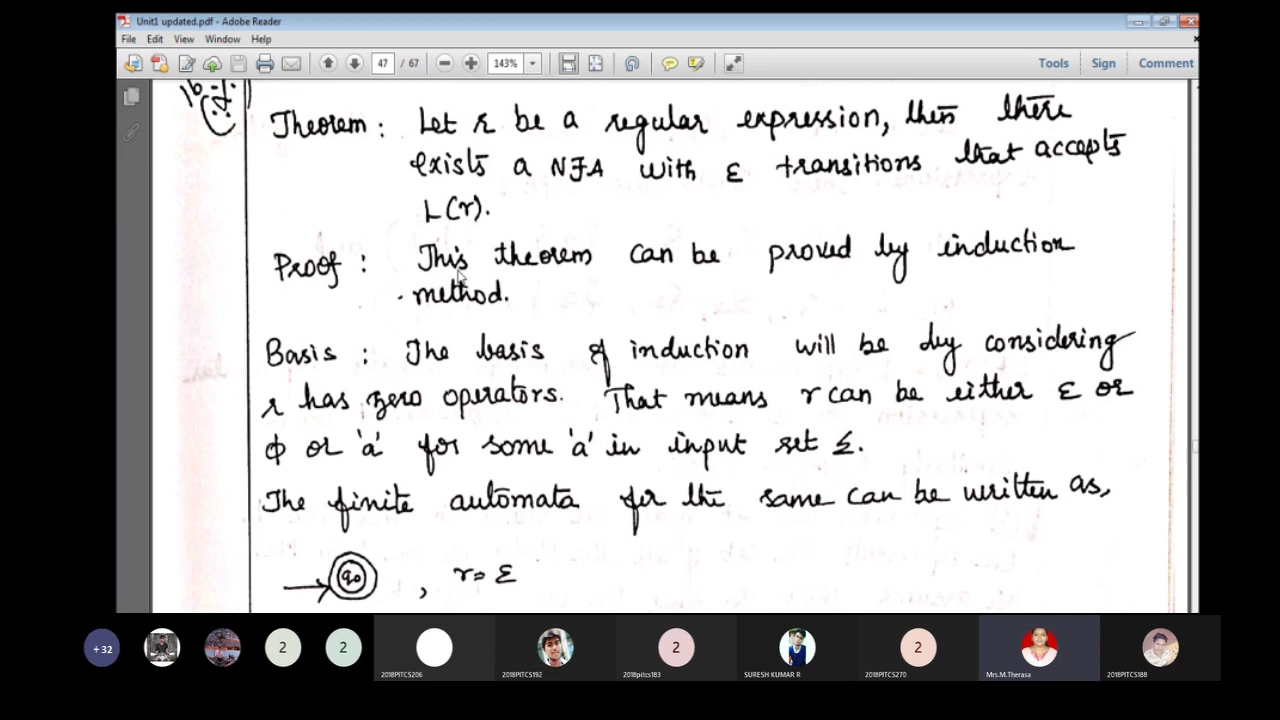 Unit1 updated.pdf - Adobe Reader
File Edit View Window Help
47 / 67 143% Tools Sign Comment
Theorem : Let r be a regular expression, then there
exists a NFA with ε transitions that accepts
L(r).
Proof : This theorem can be proved by induction
method.
Basis : The basis of induction will be by considering
r has zero operators. That means r can be either ε or
φ or 'a' for some 'a' in input set Σ.
The finite automata for the same can be written as,
q0 , r = ε
+32 2 2 2 2
2018PITCS206 2018PITCS192 2018pitcs183 SURESH KUMAR R 2018PITCS270 Mrs.M.Therasa 2018PITCS188